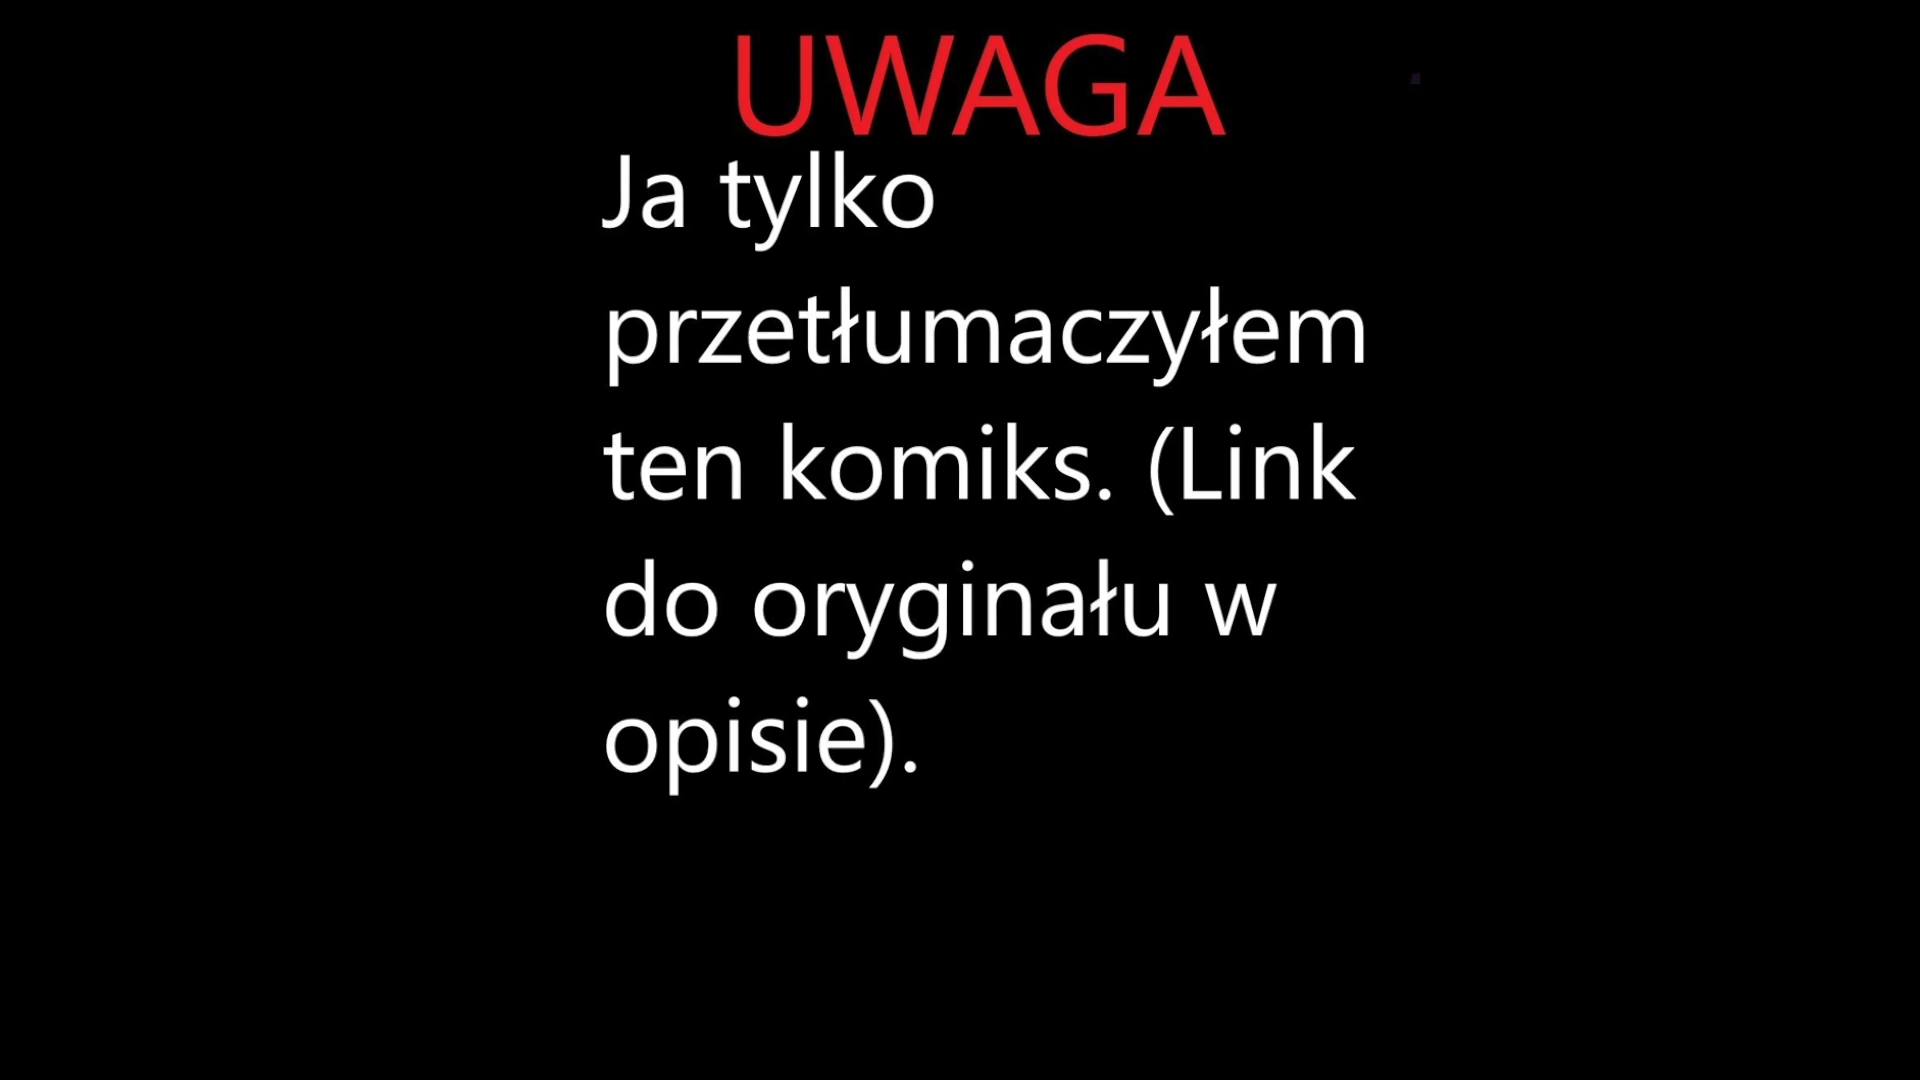 UWAGA
Ja tylko
przetłumaczyłem
ten komiks. (Link
do oryginału w
opisie).